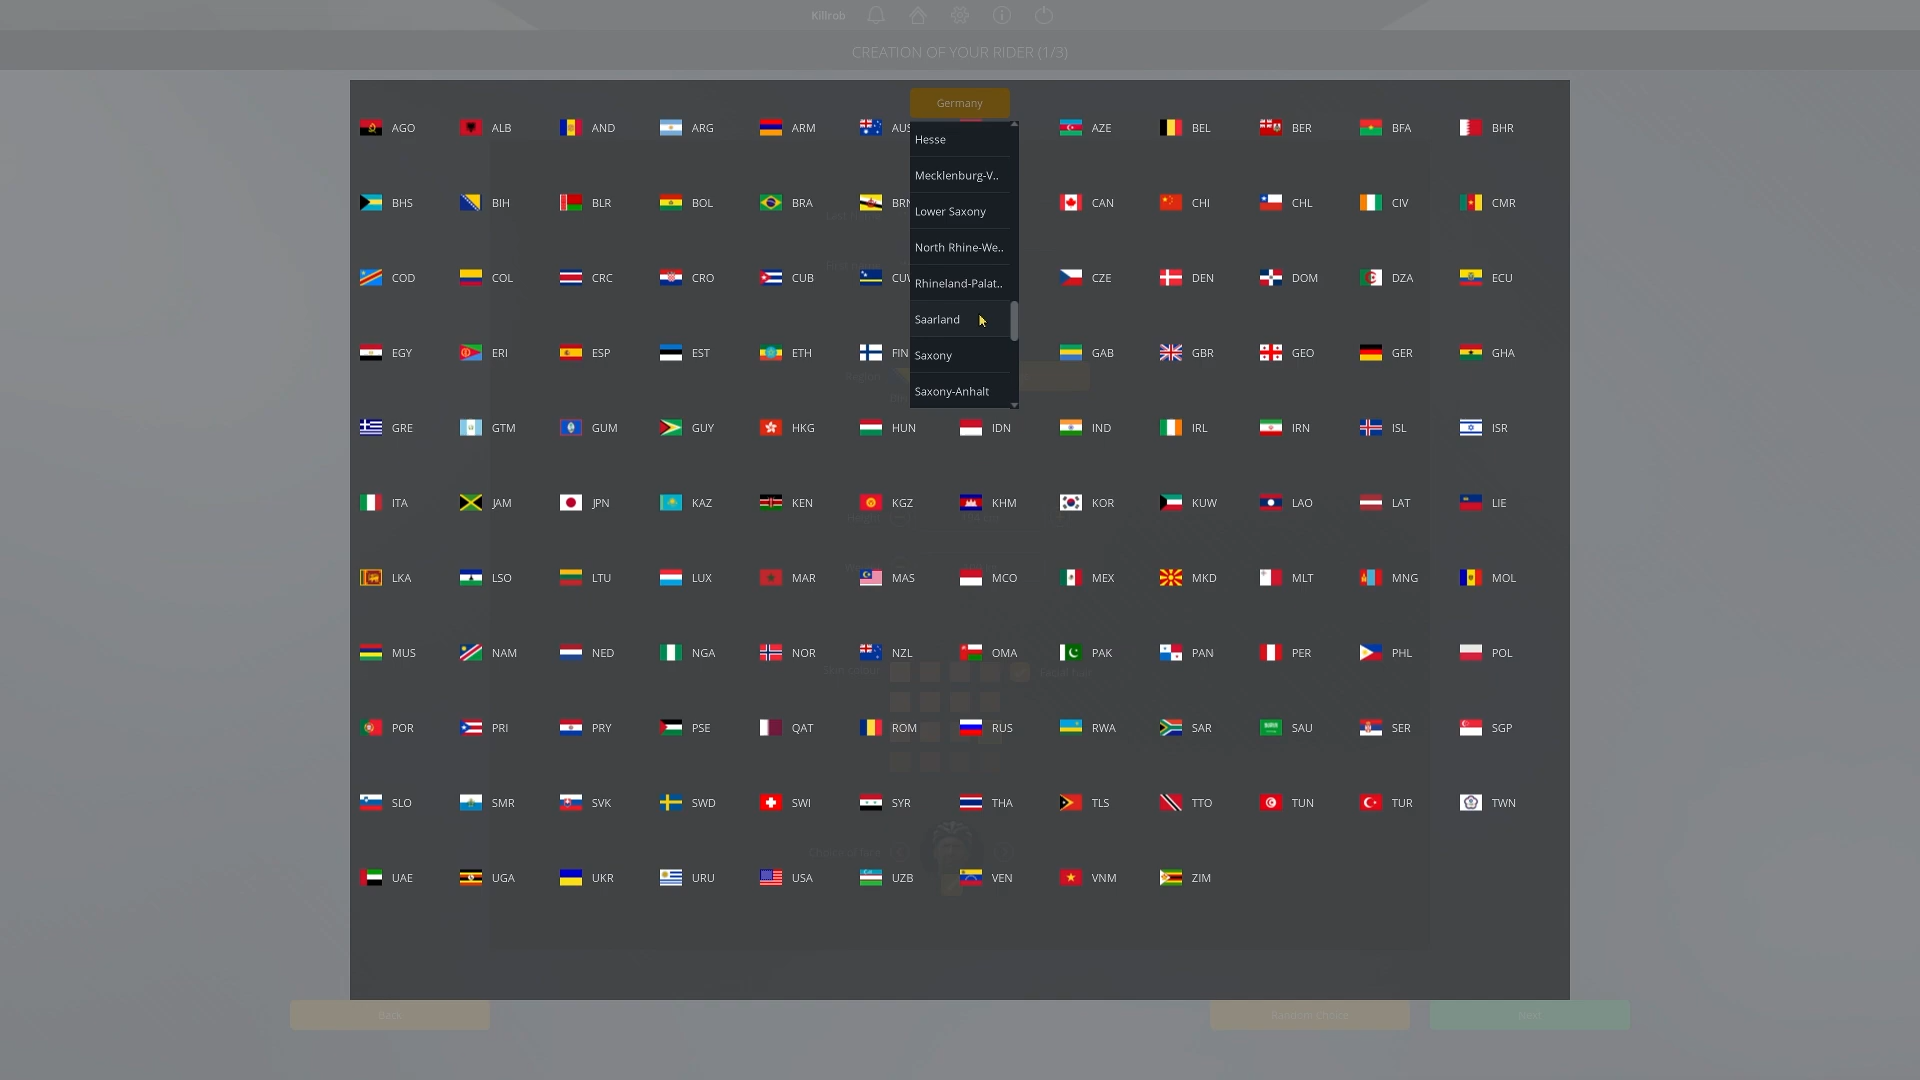 Killrob
CREATION OF YOUR RIDER (1/3)
Germany
AGO ALB AND ARG ARM AUS AZE BEL BER BFA BHR
Hesse
Mecklenburg-V..
BHS BIH BLR BOL BRA BRN CAN CHI CHL CIV CMR
Lower Saxony
North Rhine-We..
COD COL CRC CRO CUB CUW CZE DEN DOM DZA ECU
Rhineland-Palat..
Saarland
EGY ERI ESP EST ETH FIN GAB GBR GEO GER GHA
Saxony
Region
Saxony-Anhalt
GRE GTM GUM GUY HKG HUN IDN IND IRL IRN ISL ISR
ITA JAM JPN KAZ KEN KGZ KHM KOR KUW LAO LAT LIE
LKA LSO LTU LUX MAR MAS MCO MEX MKD MLT MNG MOL
MUS NAM NED NGA NOR NZL OMA PAK PAN PER PHL POL
POR PRI PRY PSE QAT ROM RUS RWA SAR SAU SER SGP
SLO SMR SVK SWD SWI SYR THA TLS TTO TUN TUR TWN
UAE UGA UKR URU USA UZB VEN VNM ZIM
Back Random Choice Next